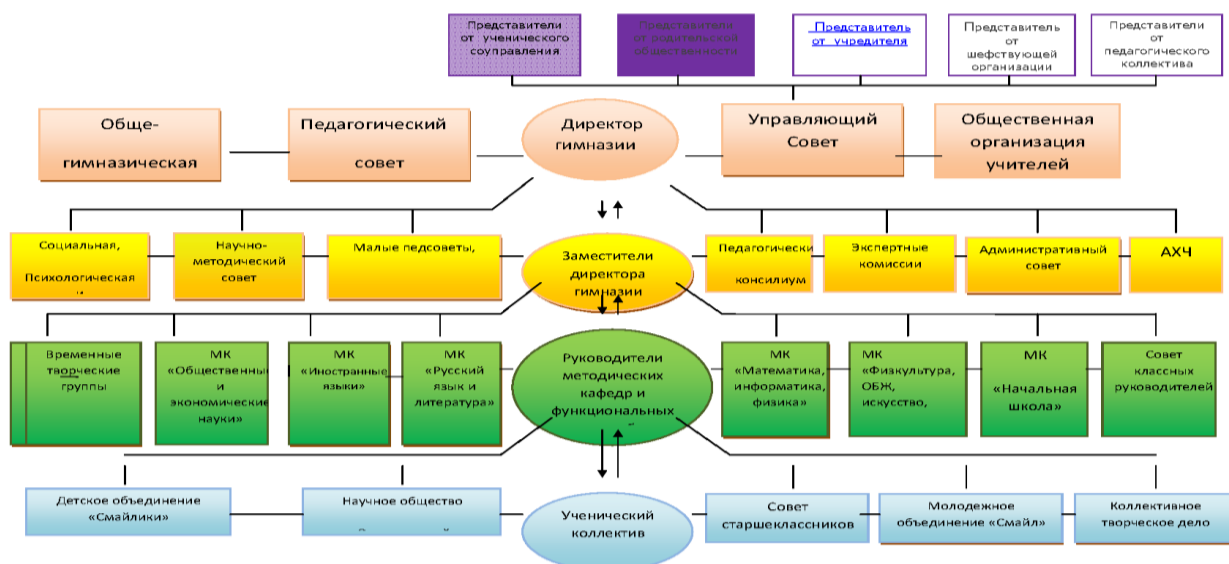 Представители
от ученического
соуправления
Представители
от родительской
общественности
Представитель
от учредителя
Представитель
от
шефствующей
организации
Представители
от
педагогического
коллектива
Обще-
гимназическая
Педагогический
совет
Директор
гимназии
Управляющий
Совет
Общественная
организация
учителей
Социальная,
Психологическая
Научно-
методический
совет
Малые педсоветы,
Заместители
директора
гимназии
Педагогически
консилиум
Экспертные
комиссии
Административный
совет
АХЧ
Временные
творческие
группы
МК
«Общественные
и
экономические
науки»
МК
«Иностранные
языки»
МК
«Русский
язык и
литература»
Руководители
методических
кафедр и
функциональных
МК
«Математика,
информатика,
физика»
МК
«Физкультура,
ОБЖ,
искусство,
МК
«Начальная
школа»
Совет
классных
руководителей
Детское объединение
«Смайлики»
Научное общество
Ученический
коллектив
Совет
старшеклассников
Молодежное
объединение «Смайл»
Коллективное
творческое дело